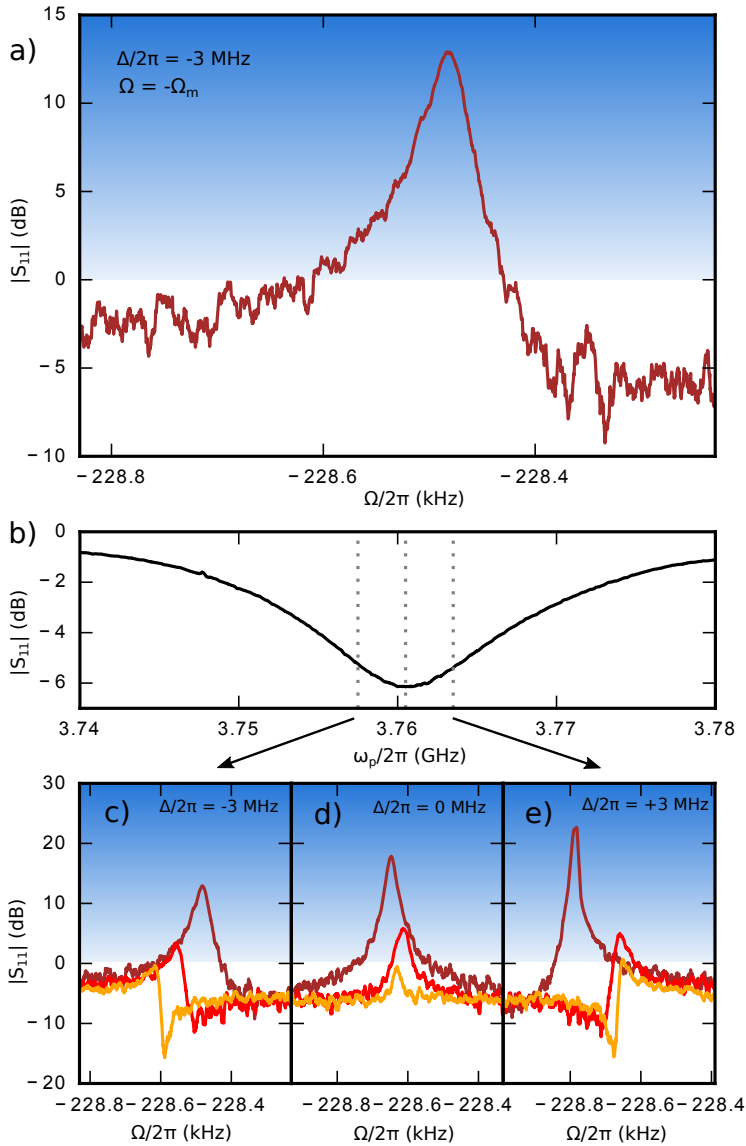 a)
Δ/2π = -3 MHz
Ω = -Ωm
15
10
5
0
−5
−10
|S11| (dB)
−228.8 −228.6 −228.4
Ω/2π (kHz)
b)
0
−2
−4
−6
|S11| (dB)
3.74 3.75 3.76 3.77 3.78
ωp/2π (GHz)
30
20
10
0
−10
−20
|S11| (dB)
c) Δ/2π = -3 MHz
d) Δ/2π = 0 MHz
e) Δ/2π = +3 MHz
−228.8 −228.6 −228.4 −228.8 −228.6 −228.4 −228.8 −228.6 −228.4
Ω/2π (kHz) Ω/2π (kHz) Ω/2π (kHz)